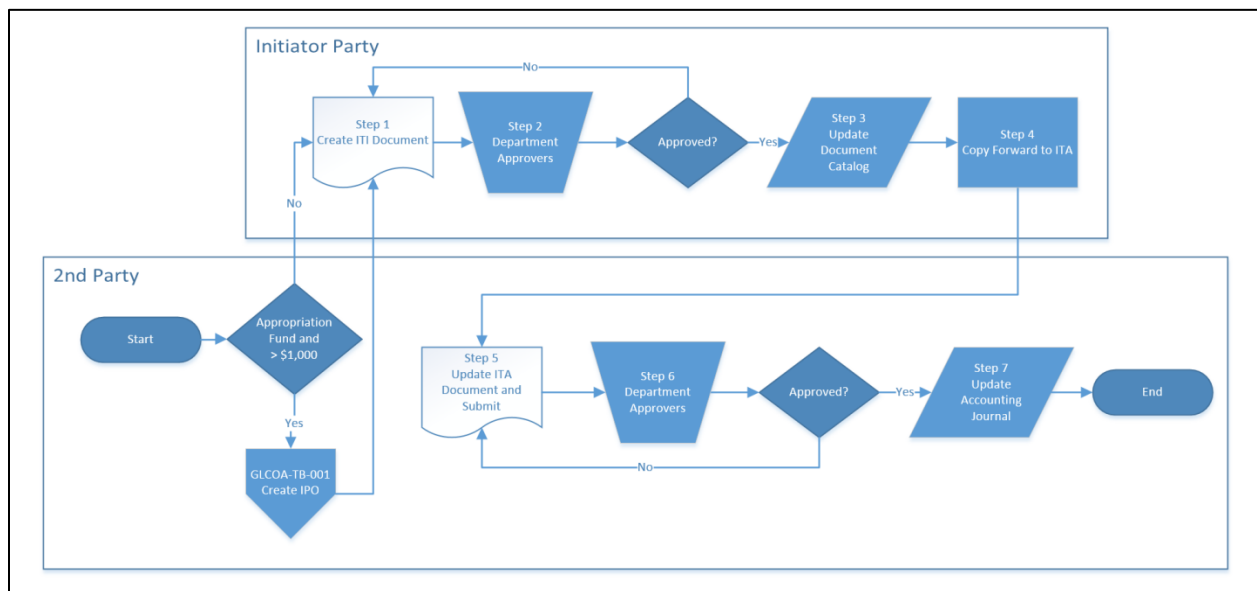 Initiator Party
No
Step 1
Create ITI Document
Step 2
Department
Approvers
Approved?
Yes
Step 3
Update
Document
Catalog
Step 4
Copy Forward to ITA
No
2nd Party
Start
Appropriation
Fund and
> $1,000
Yes
GLCOA-TB-001
Create IPO
Step 5
Update ITA
Document and
Submit
Step 6
Department
Approvers
Approved?
Yes
Step 7
Update
Accounting
Journal
End
No